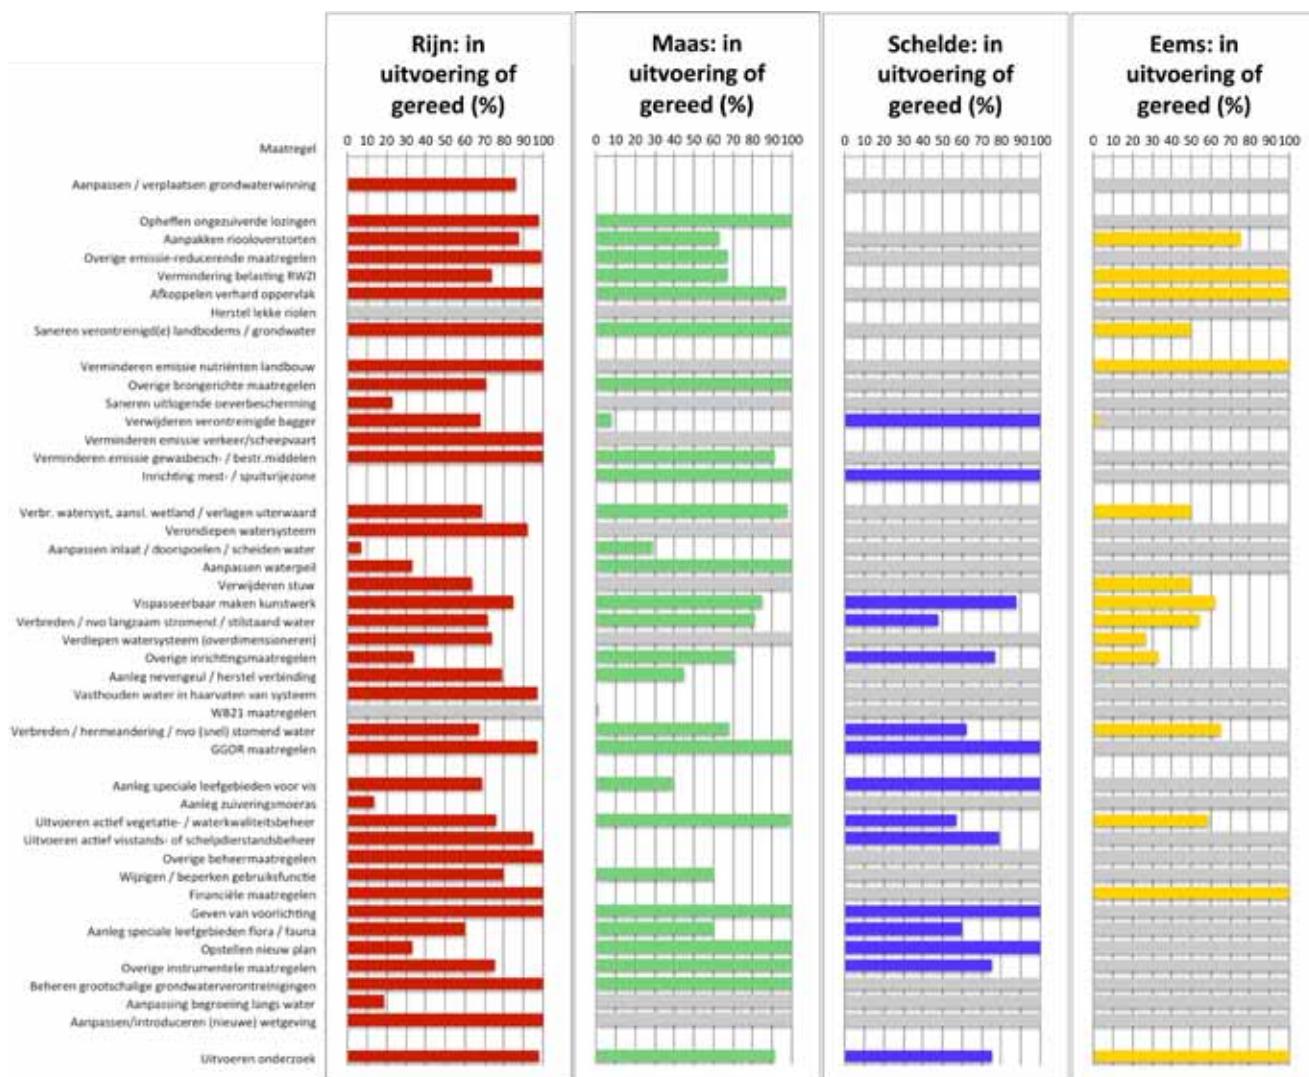 Rijn: in
uitvoering of
gereed (%)
Maas: in
uitvoering of
gereed (%)
Schelde: in
uitvoering of
gereed (%)
Eems: in
uitvoering of
gereed (%)
Maatregel
0 10 20 30 40 50 60 70 80 90 100
0 10 20 30 40 50 60 70 80 90 100
0 10 20 30 40 50 60 70 80 90 100
0 10 20 30 40 50 60 70 80 90 100
Aanpassen / verplaatsen grondwaterwinning
Opheffen ongezuiverde lozingen
Aanpakken riooloverstorten
Overige emissie-reducerende maatregelen
Vermindering belasting RWZI
Afkoppelen verhard oppervlak
Herstel lekke riolen
Saneren verontreinigd(e) landbodems / grondwater
Verminderen emissie nutriënten landbouw
Overige brongerichte maatregelen
Saneren uitlogende oeverbescherming
Verwijderen verontreinigde bagger
Verminderen emissie verkeer/scheepvaart
Verminderen emissie gewasbesch- / bestr.middelen
Inrichting mest- / spuitvrijezone
Verbr. watersyst, aansl. wetland / verlagen uiterwaard
Verondiepen watersysteem
Aanpassen inlaat / doorspoelen / scheiden water
Aanpassen waterpeil
Verwijderen stuw
Vispasseerbaar maken kunstwerk
Verbreden / nvo langzaam stromend / stilstaand water
Verdiepen watersysteem (overdimensioneren)
Overige inrichtingsmaatregelen
Aanleg nevengeul / herstel verbinding
Vasthouden water in haarvaten van systeem
WB21 maatregelen
Verbreden / hermeandering / nvo (snel) stomend water
GGOR maatregelen
Aanleg speciale leefgebieden voor vis
Aanleg zuiveringsmoeras
Uitvoeren actief vegetatie- / waterkwaliteitsbeheer
Uitvoeren actief visstands- of schelpdierstandsbeheer
Overige beheermaatregelen
Wijzigen / beperken gebruiksfunctie
Financiële maatregelen
Geven van voorlichting
Aanleg speciale leefgebieden flora / fauna
Opstellen nieuw plan
Overige instrumentele maatregelen
Beheren grootschalige grondwaterverontreinigingen
Aanpassing begroeiing langs water
Aanpassen/introduceren (nieuwe) wetgeving
Uitvoeren onderzoek